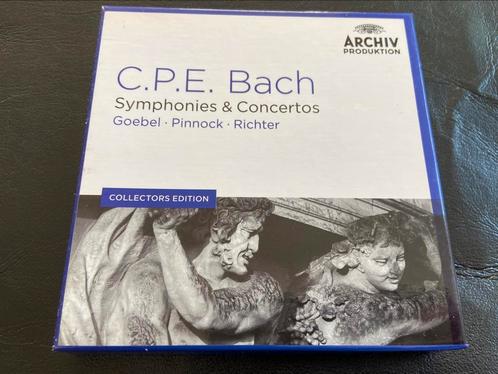 ARCHIV
PRODUKTION
C.P.E. Bach
Symphonies & Concertos
Goebel · Pinnock · Richter
COLLECTORS EDITION